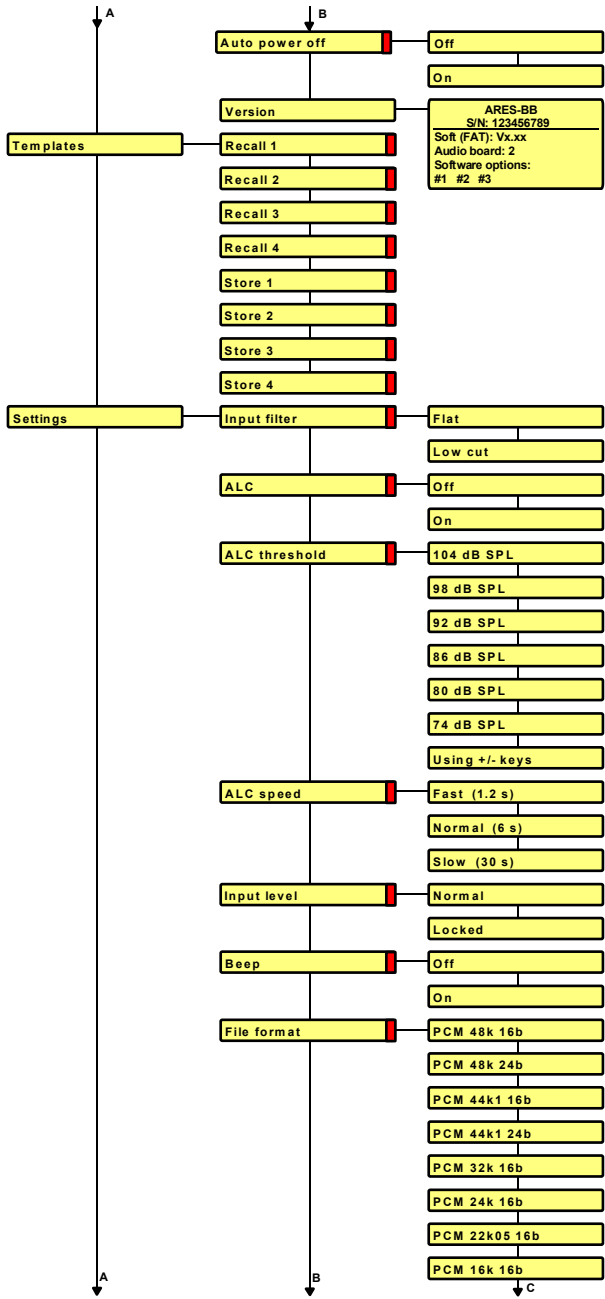 A
B
Auto power off
Off
On
Version
ARES-BB
S/N: 123456789
Soft (FAT): Vx.xx
Audio board: 2
Software options:
#1 #2 #3
Templates
Recall 1
Recall 2
Recall 3
Recall 4
Store 1
Store 2
Store 3
Store 4
Settings
Input filter
Flat
Low cut
ALC
Off
On
ALC threshold
104 dB SPL
98 dB SPL
92 dB SPL
86 dB SPL
80 dB SPL
74 dB SPL
Using +/- keys
ALC speed
Fast (1.2 s)
Normal (6 s)
Slow (30 s)
Input level
Normal
Locked
Beep
Off
On
File format
PCM 48k 16b
PCM 48k 24b
PCM 44k1 16b
PCM 44k1 24b
PCM 32k 16b
PCM 24k 16b
PCM 22k05 16b
PCM 16k 16b
A
B
C